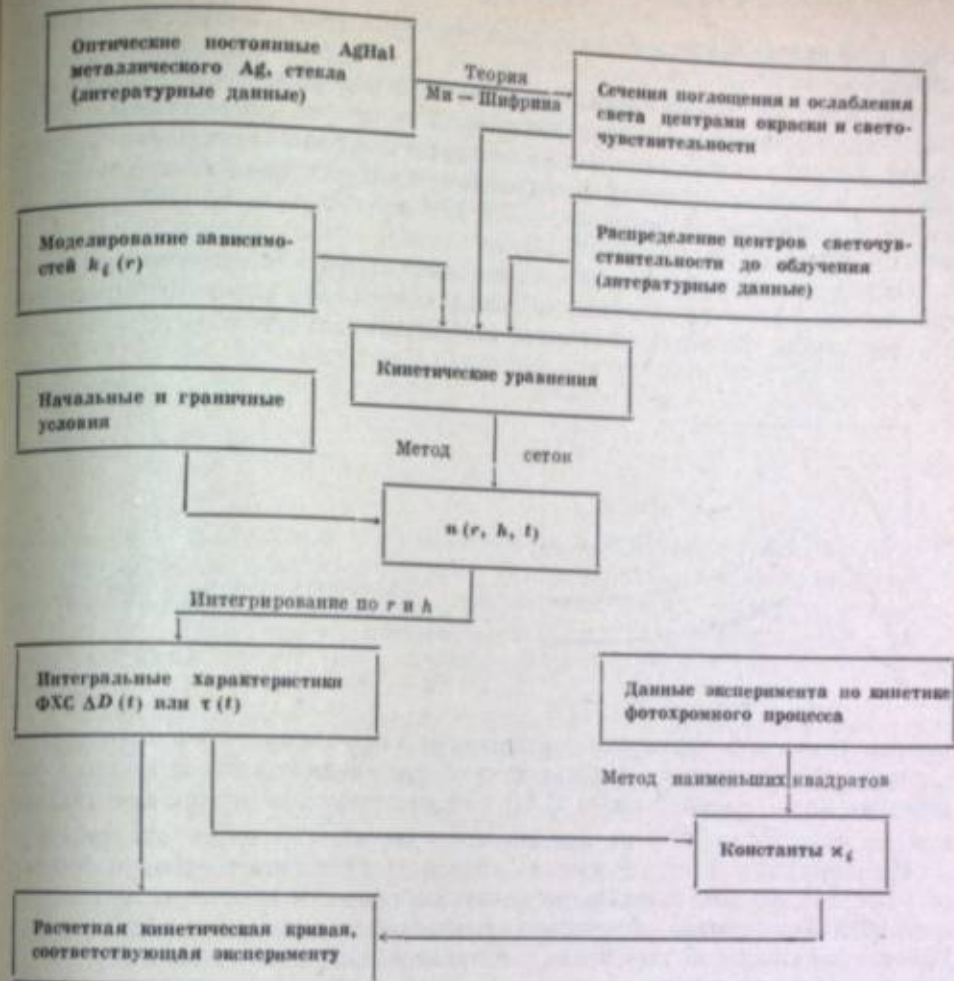 Оптические постоянные AgHal
металлического Ag, стекла
(литературные данные)
Теория
Ми — Шифрина
Сечения поглощения и ослабления
света центрами окраски и свето-
чувствительности
Моделирование зависимо-
стей k_i (r)
Распределение центров светочув-
ствительности до облучения
(литературные данные)
Кинетические уравнения
Начальные и граничные
условия
Метод сеток
n (r, h, t)
Интегрирование по r и h
Интегральные характеристики
ФХС ΔD (t) или τ (t)
Данные эксперимента по кинетике
фотохромного процесса
Метод наименьших квадратов
Константы ϰ_i
Расчетная кинетическая кривая,
соответствующая эксперименту